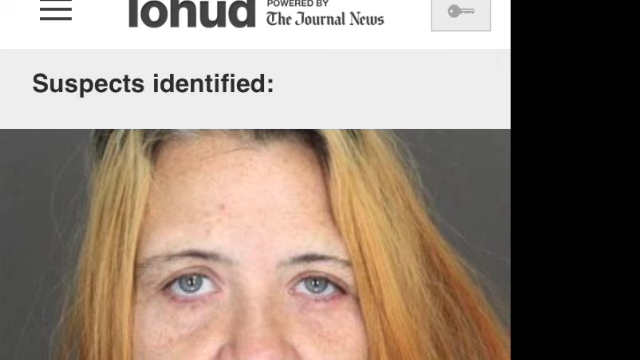 lohud
POWERED BY
The Journal News
Suspects identified: